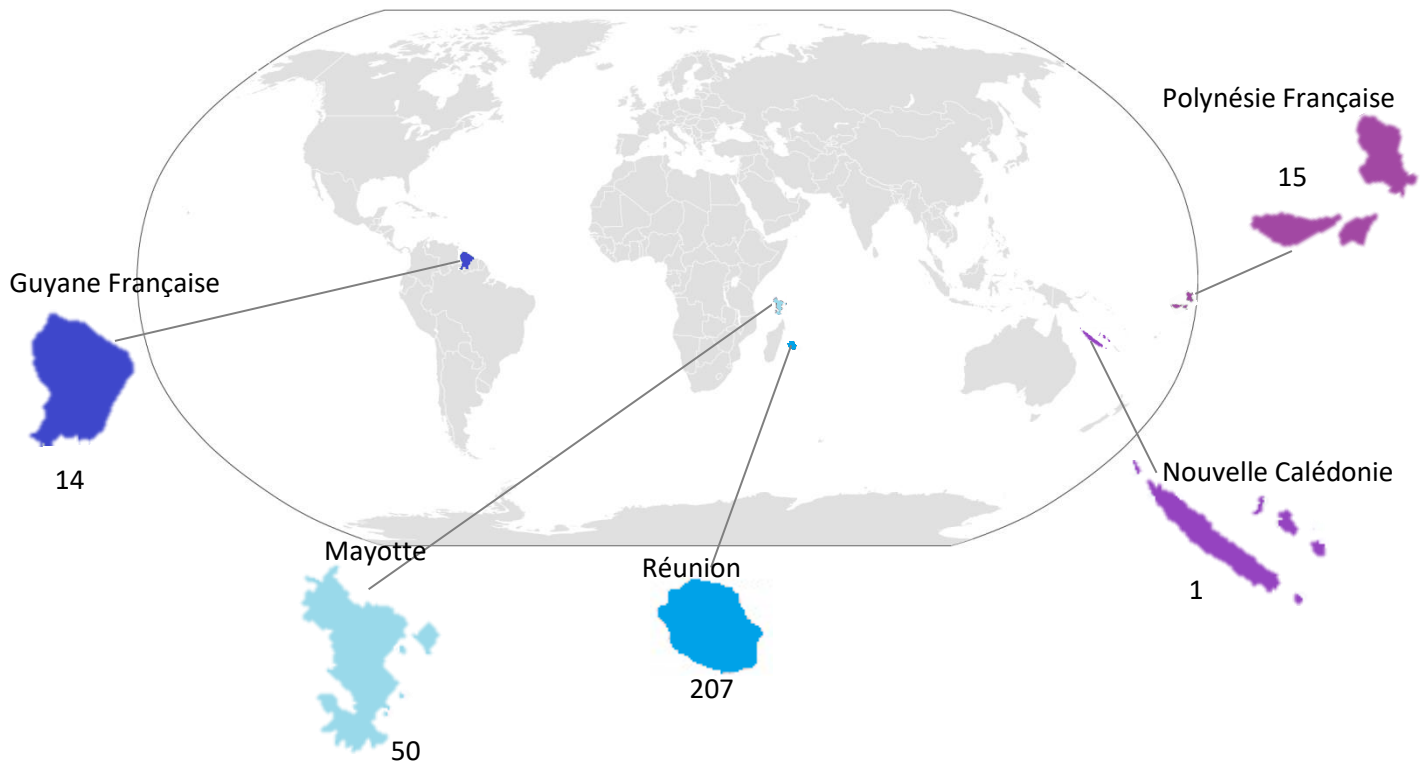 Polynésie Française
15
Guyane Française
14
Nouvelle Calédonie
1
Mayotte
50
Réunion
207